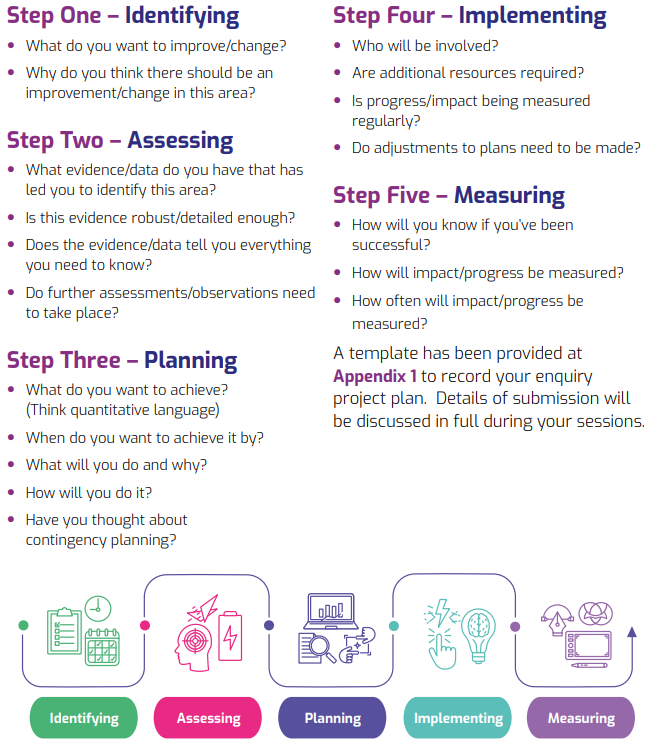 Step One – Identifying
What do you want to improve/change?
Why do you think there should be an
improvement/change in this area?
Step Two – Assessing
What evidence/data do you have that has
led you to identify this area?
Is this evidence robust/detailed enough?
Does the evidence/data tell you everything
you need to know?
Do further assessments/observations need
to take place?
Step Three – Planning
What do you want to achieve?
(Think quantitative language)
When do you want to achieve it by?
What will you do and why?
How will you do it?
Have you thought about
contingency planning?
Step Four – Implementing
Who will be involved?
Are additional resources required?
Is progress/impact being measured
regularly?
Do adjustments to plans need to be made?
Step Five – Measuring
How will you know if you've been
successful?
How will impact/progress be measured?
How often will impact/progress be
measured?
A template has been provided at
Appendix 1 to record your enquiry
project plan. Details of submission will
be discussed in full during your sessions.
Identifying
Assessing
Planning
Implementing
Measuring